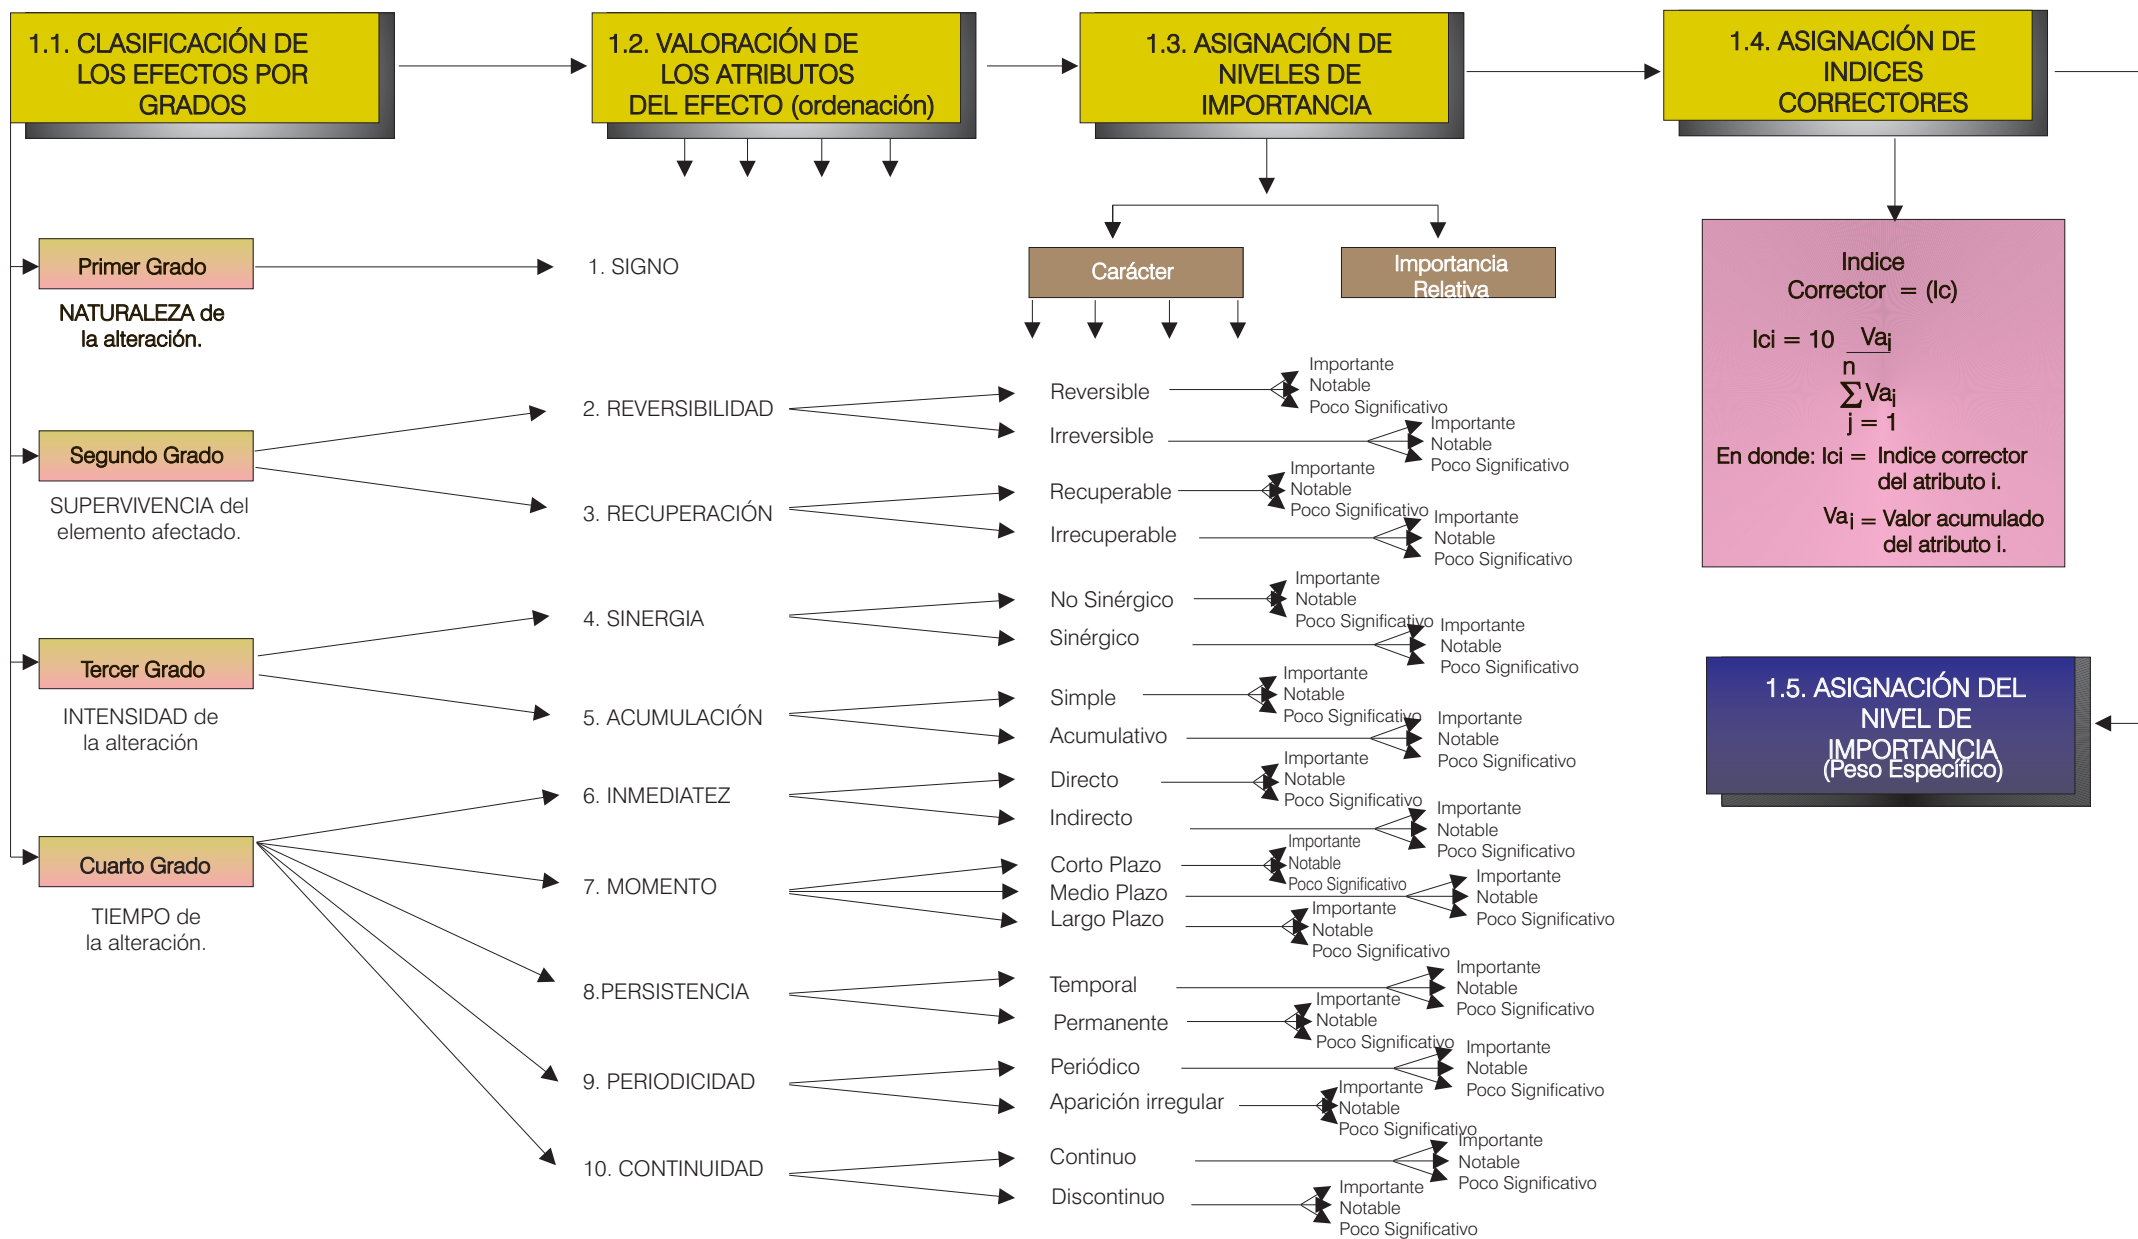 1.1. CLASIFICACIÓN DE
LOS EFECTOS POR
GRADOS
1.2. VALORACIÓN DE
LOS ATRIBUTOS
DEL EFECTO (ordenación)
1.3. ASIGNACIÓN DE
NIVELES DE
IMPORTANCIA
1.4. ASIGNACIÓN DE
INDICES
CORRECTORES
Primer Grado
NATURALEZA de
la alteración.
Segundo Grado
SUPERVIVENCIA del
elemento afectado.
Tercer Grado
INTENSIDAD de
la alteración
Cuarto Grado
TIEMPO de
la alteración.
1. SIGNO
2. REVERSIBILIDAD
3. RECUPERACIÓN
4. SINERGIA
5. ACUMULACIÓN
6. INMEDIATEZ
7. MOMENTO
8.PERSISTENCIA
9. PERIODICIDAD
10. CONTINUIDAD
Carácter
Importancia
Relativa
Reversible
Importante
Notable
Poco Significativo
Irreversible
Importante
Notable
Poco Significativo
Recuperable
Importante
Notable
Poco Significativo
Irrecuperable
Importante
Notable
Poco Significativo
No Sinérgico
Importante
Notable
Poco Significativo
Sinérgico
Importante
Notable
Poco Significativo
Simple
Importante
Notable
Poco Significativo
Acumulativo
Importante
Notable
Poco Significativo
Directo
Importante
Notable
Poco Significativo
Indirecto
Importante
Notable
Poco Significativo
Corto Plazo
Importante
Notable
Poco Significativo
Medio Plazo
Importante
Notable
Poco Significativo
Largo Plazo
Importante
Notable
Poco Significativo
Temporal
Importante
Notable
Poco Significativo
Permanente
Importante
Notable
Poco Significativo
Periódico
Importante
Notable
Poco Significativo
Aparición irregular
Importante
Notable
Poco Significativo
Continuo
Importante
Notable
Poco Significativo
Discontinuo
Importante
Notable
Poco Significativo
Indice
Corrector = (Ic)
Ici = 10 Vai
n
∑Vai
j = 1
En donde: Ici = Indice corrector
del atributo i.
Vai = Valor acumulado
del atributo i.
1.5. ASIGNACIÓN DEL
NIVEL DE
IMPORTANCIA
(Peso Específico)